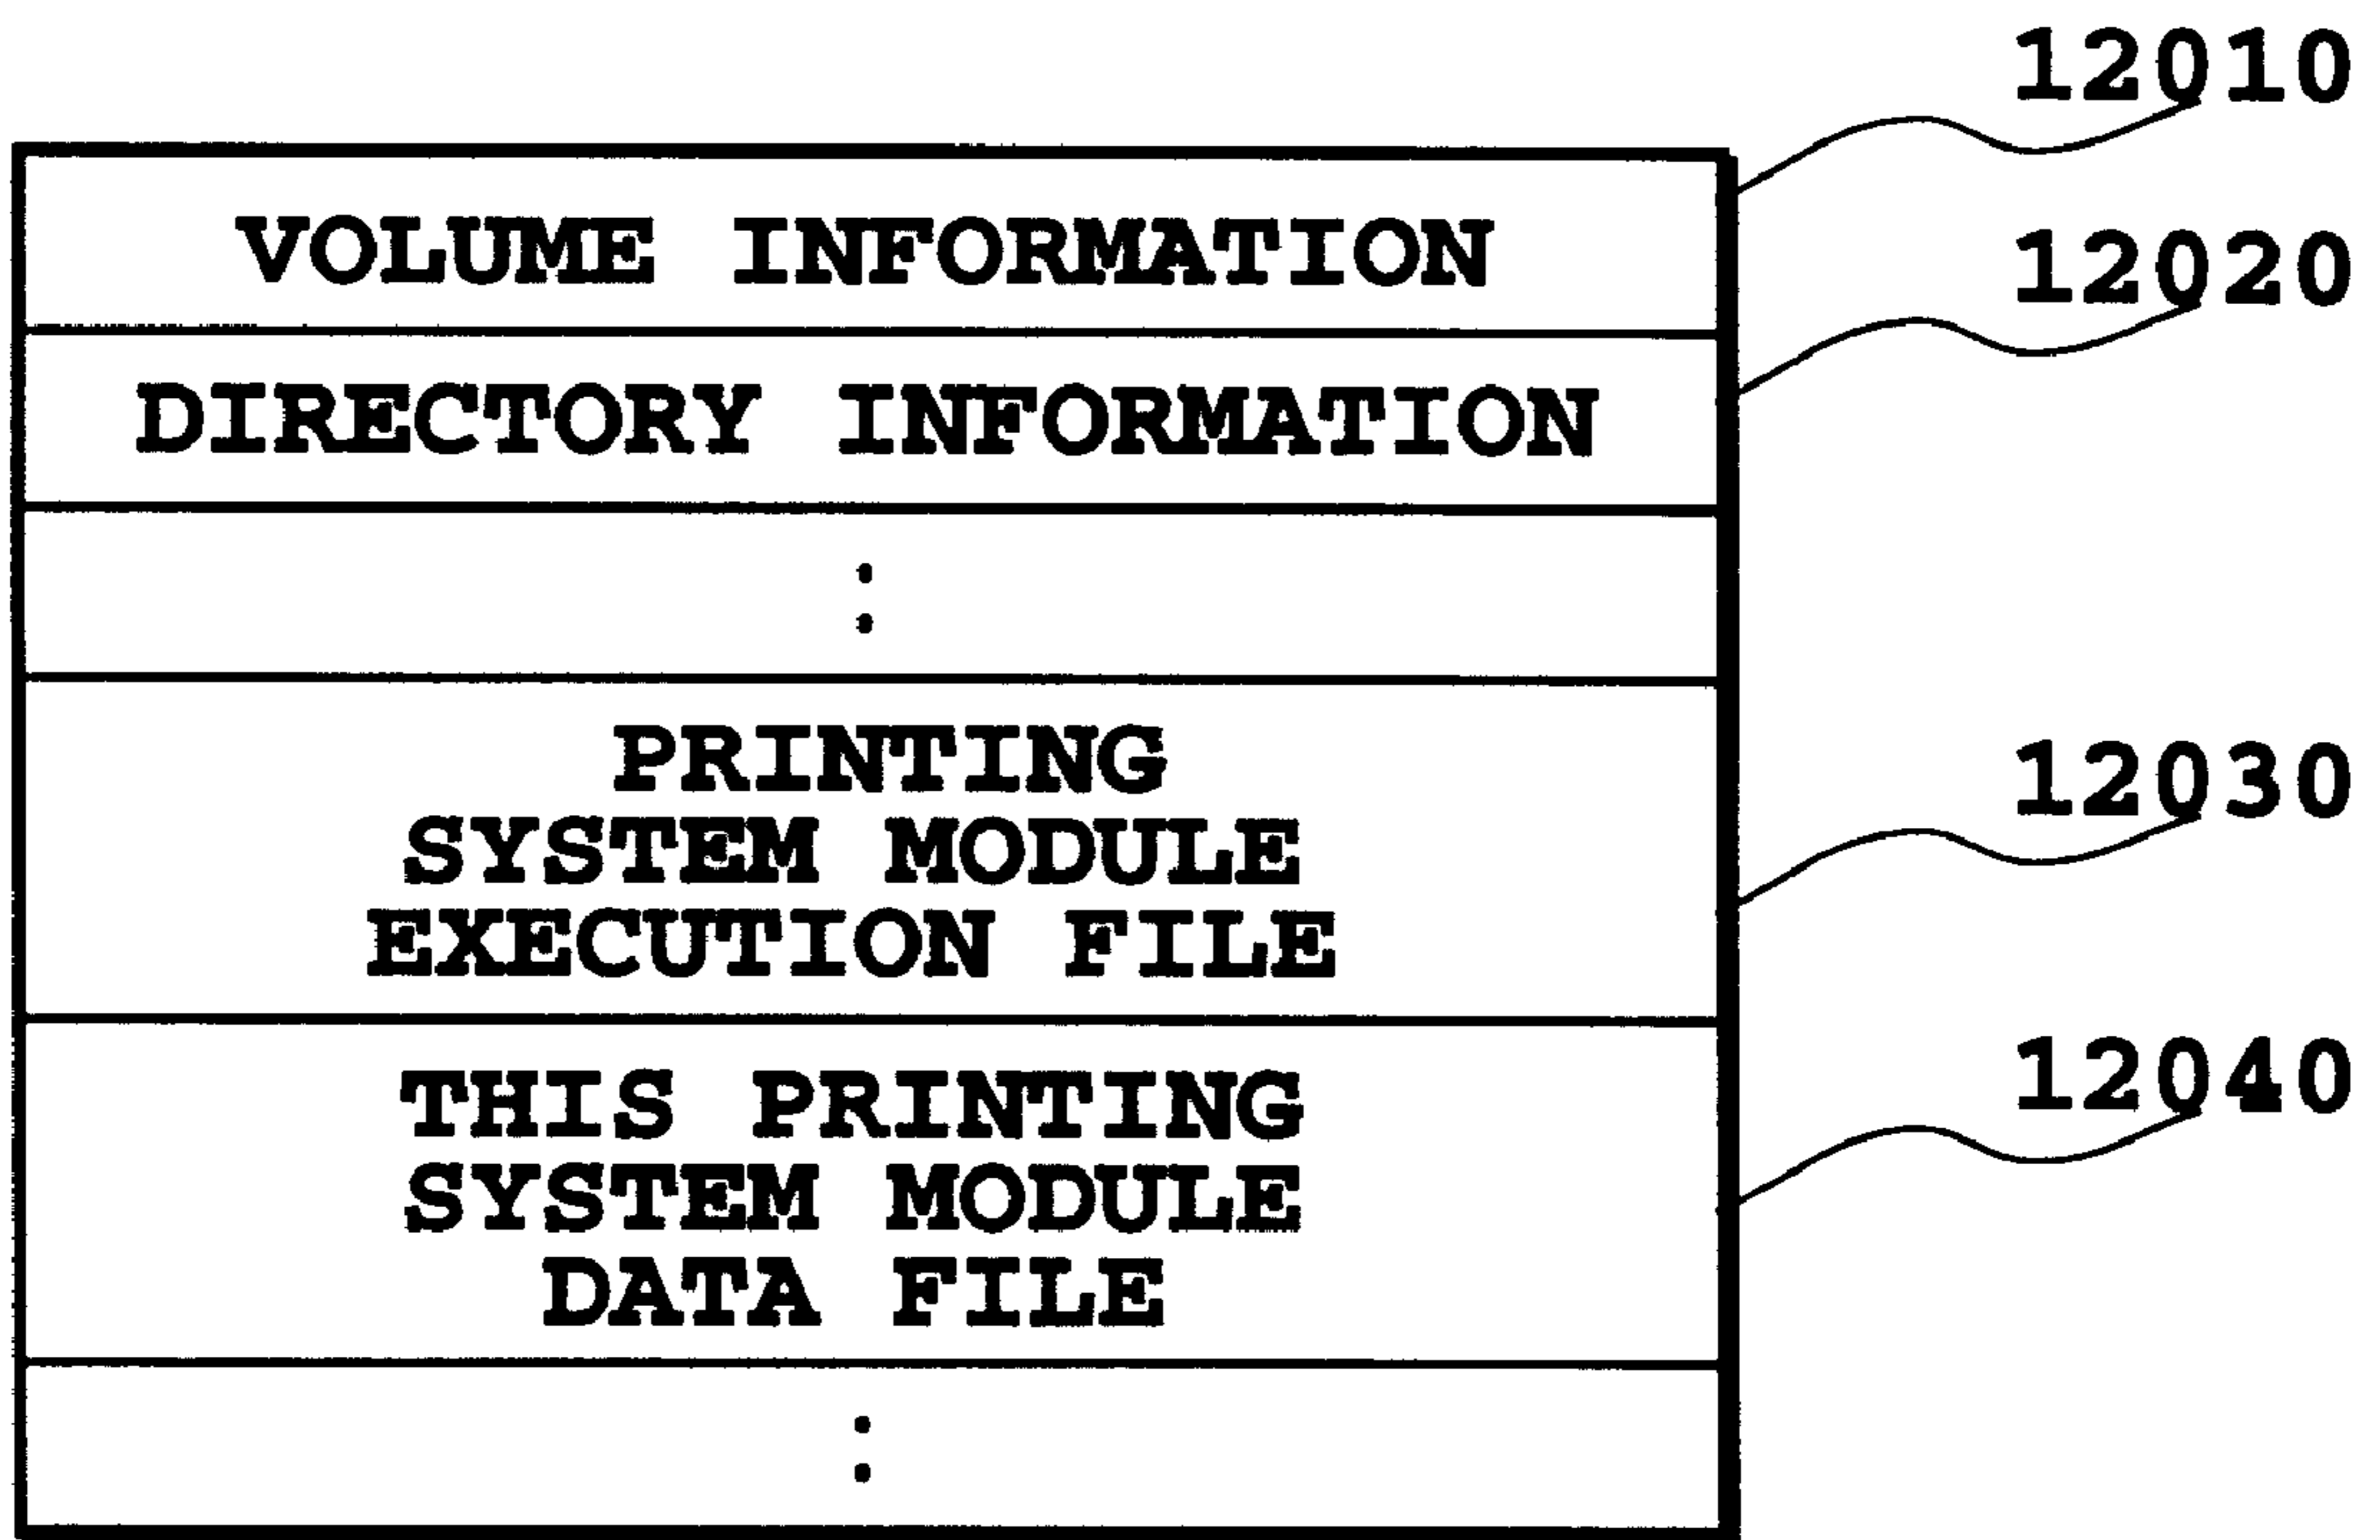 12010
VOLUME INFORMATION
12020
DIRECTORY INFORMATION
:
PRINTING
12030
SYSTEM MODULE
EXECUTION FILE
12040
THIS PRINTING
SYSTEM MODULE
DATA FILE
: